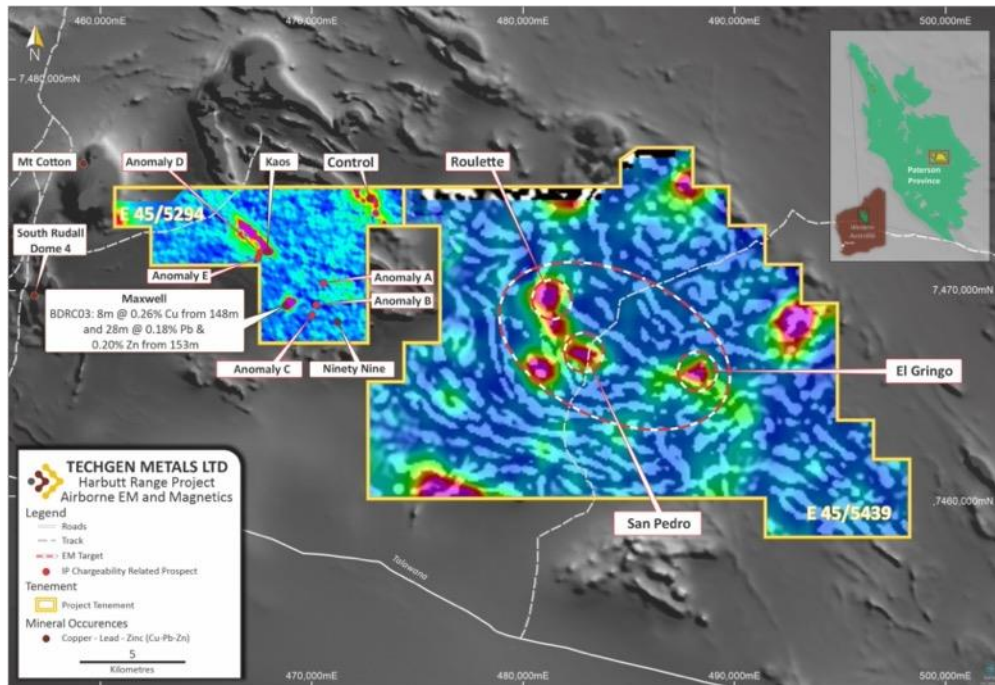 460,000mE
470,000mE
480,000mE
490,000mE
500,000mE
N
7,480,000mN
Mt Cotton
Anomaly D
Kaos
Control
Roulette
Paterson
Province
Western
Australia
E 45/5294
South Rudall
Dome 4
Anomaly E
Anomaly A
Anomaly B
7,470,000mN
Maxwell
BDRC03: 8m @ 0.26% Cu from 148m
and 28m @ 0.18% Pb &
0.20% Zn from 153m
Anomaly C
Ninety Nine
El Gringo
TECHGEN METALS LTD
Harbutt Range Project
Airborne EM and Magnetics
Legend
Roads
Track
EM Target
IP Chargeability Related Prospect
Tenement
Project Tenement
Mineral Occurences
Copper - Lead - Zinc (Cu-Pb-Zn)
5
Kilometres
San Pedro
7460,000mN
E 45/5439
Talawana
470,000mE
480,000mE
490,000mE
500,000mE